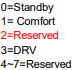 0=Standby
1= Comfort
2=Reserved
3=DRV
4~7=Reserved